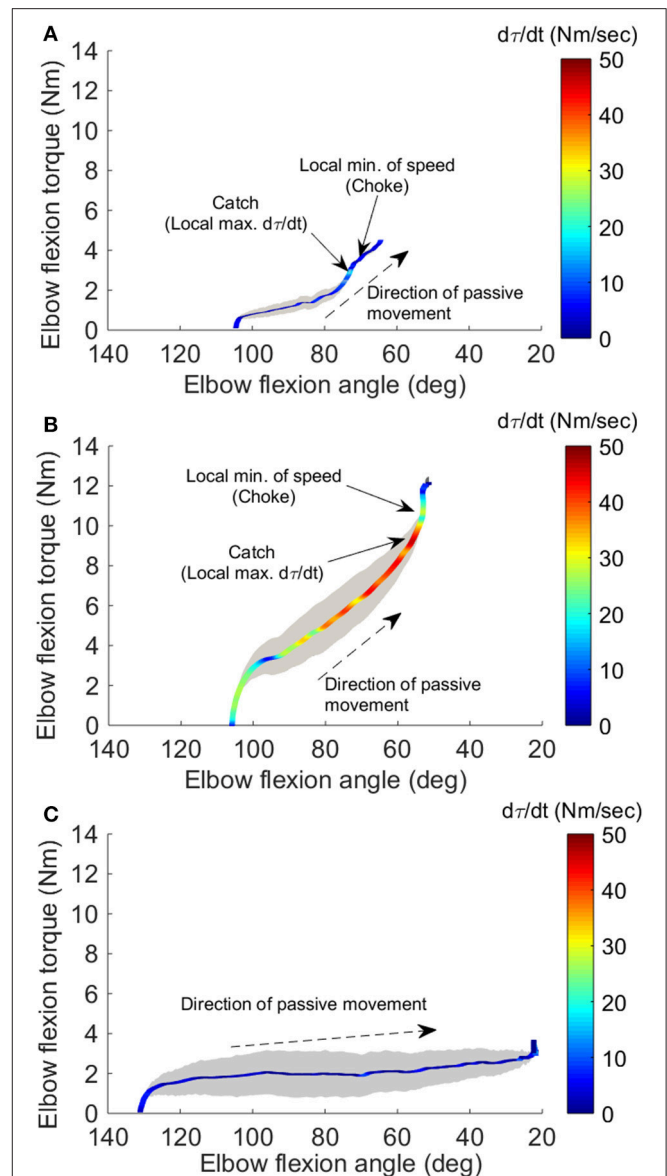 A
dτ/dt (Nm/sec)
Elbow flexion torque (Nm)
14
12
10
8
6
4
2
0
Local min. of speed
(Choke)
Catch
(Local max. dτ/dt)
Direction of passive
movement
50
40
30
20
10
0
140 120 100 80 60 40 20
Elbow flexion angle (deg)
B
dτ/dt (Nm/sec)
Elbow flexion torque (Nm)
14
12
10
8
6
4
2
0
Local min. of speed
(Choke)
Catch
(Local max. dτ/dt)
Direction of passive
movement
50
40
30
20
10
0
140 120 100 80 60 40 20
Elbow flexion angle (deg)
C
dτ/dt (Nm/sec)
Elbow flexion torque (Nm)
14
12
10
8
6
4
2
0
Direction of passive movement
50
40
30
20
10
0
140 120 100 80 60 40 20
Elbow flexion angle (deg)